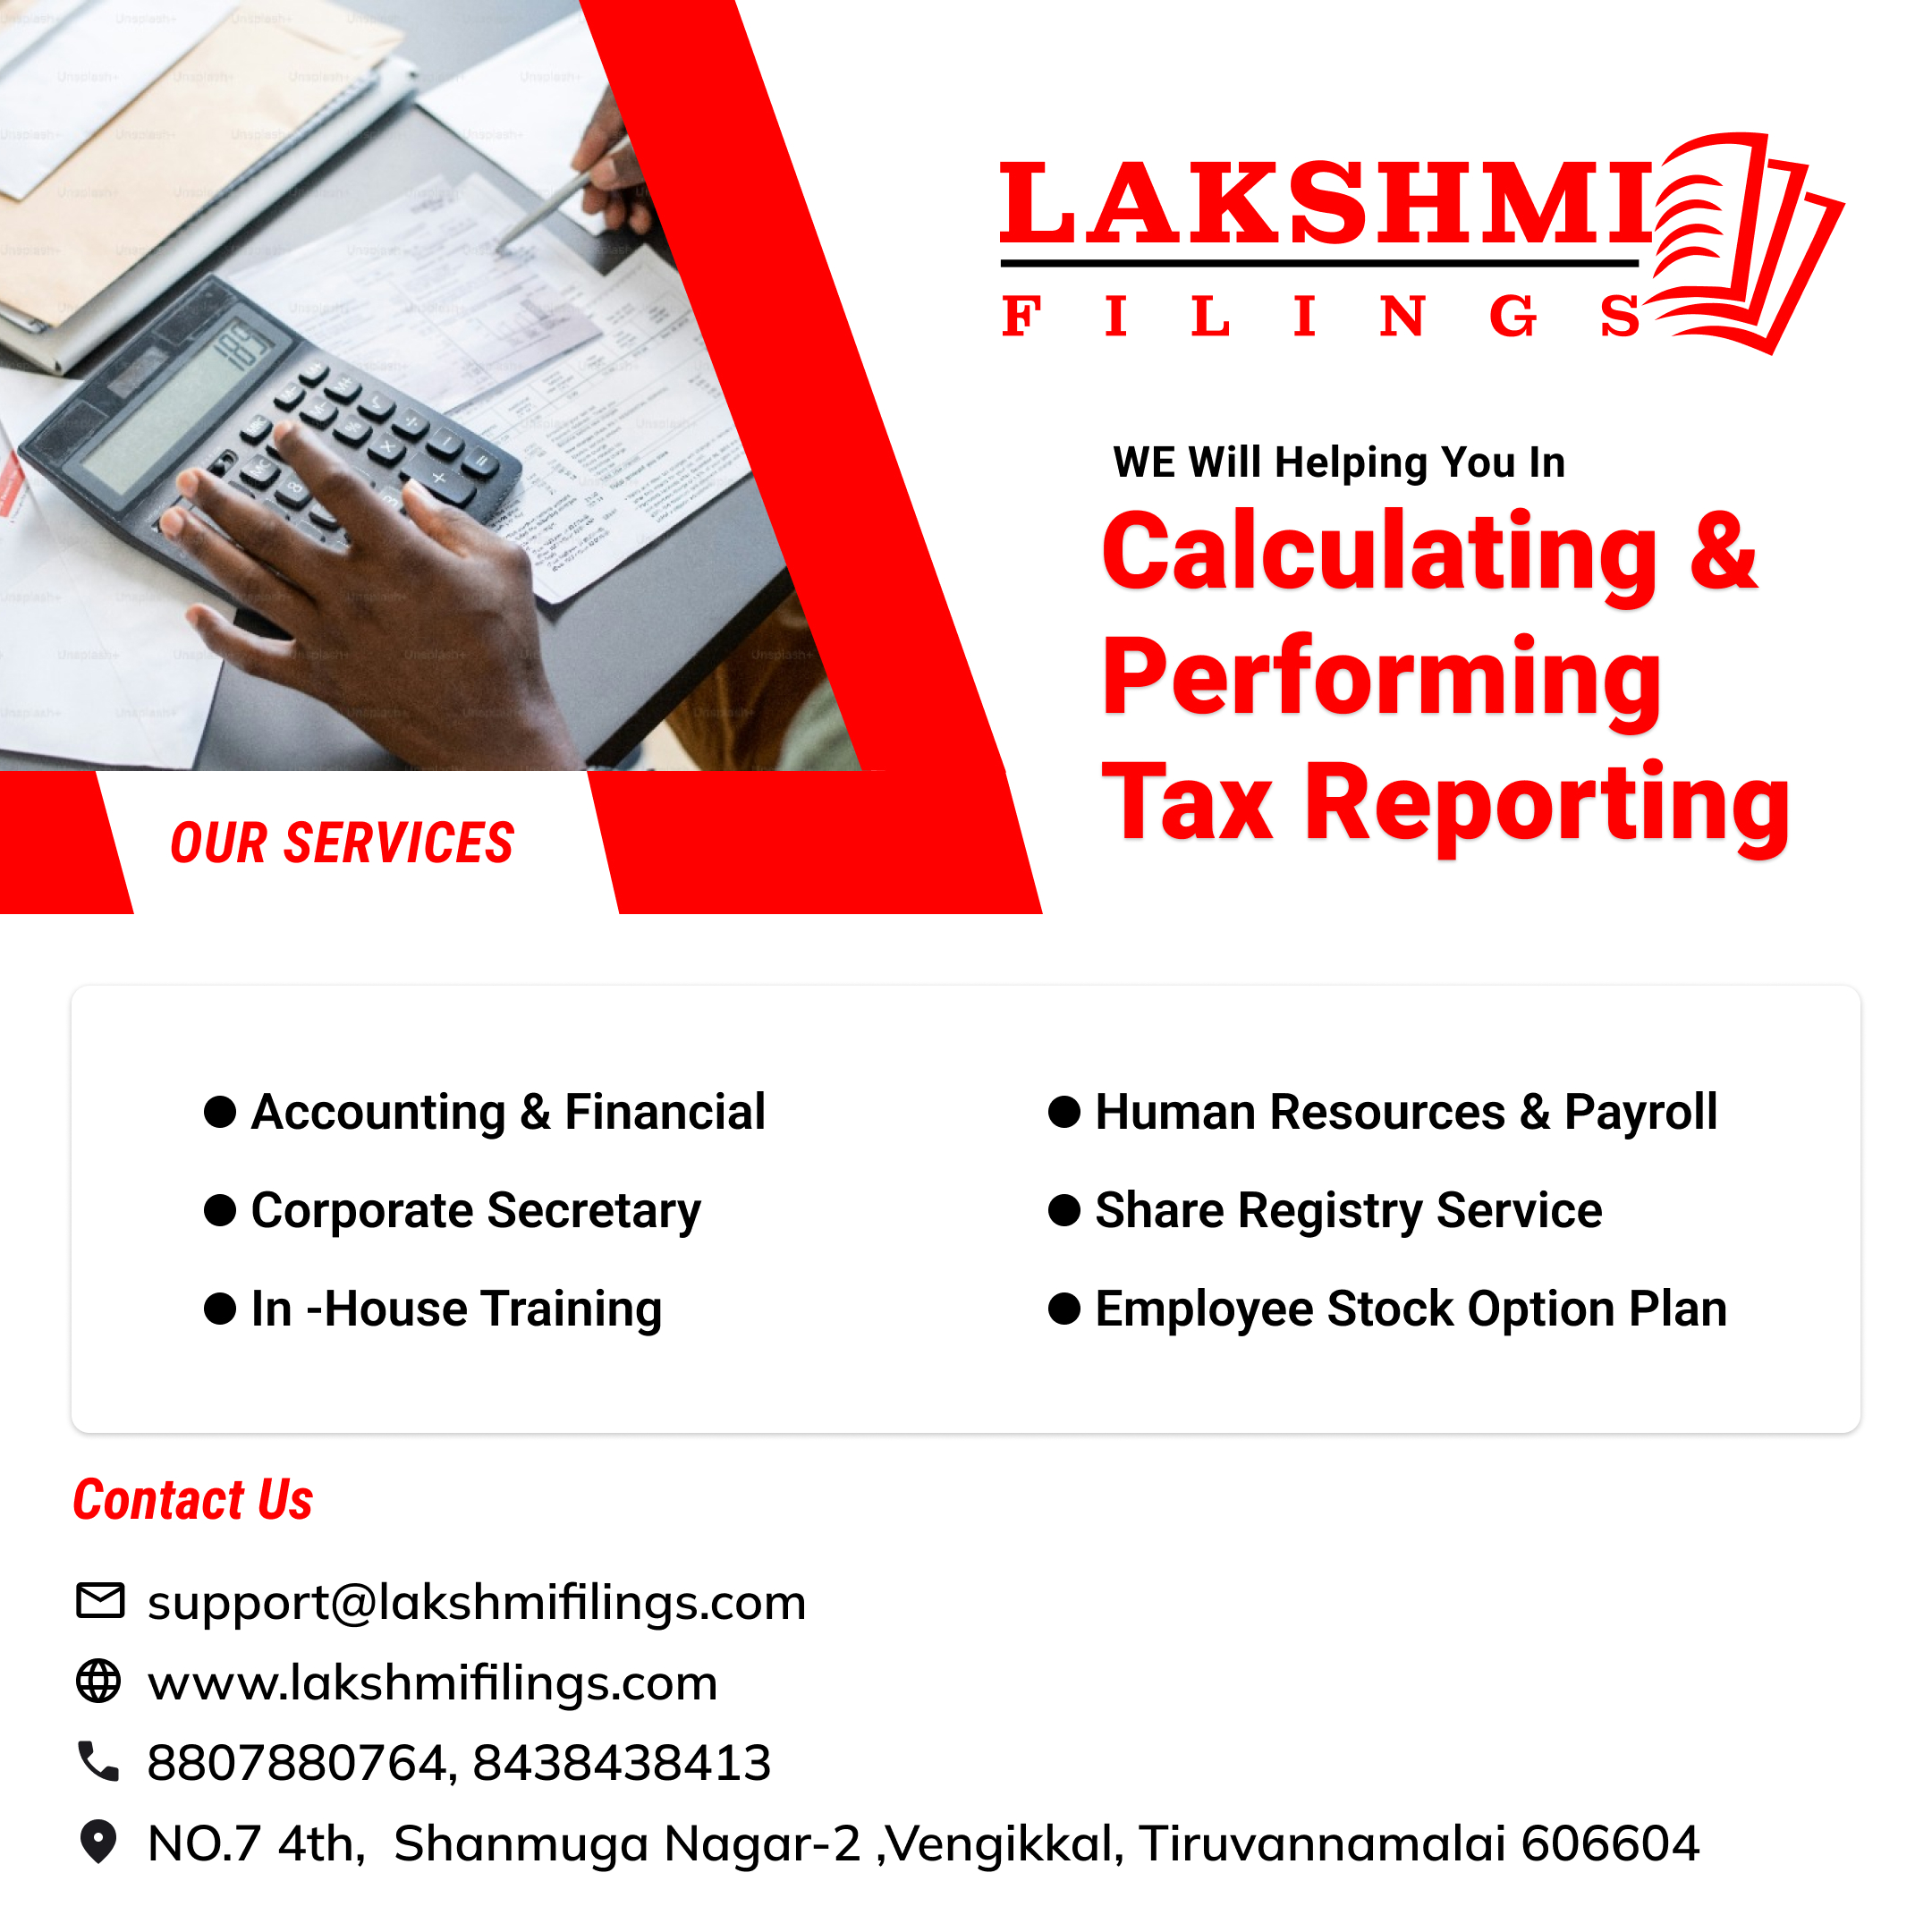 LAKSHMI
FILINGS
WE Will Helping You In
Calculating &
Performing
Tax Reporting
OUR SERVICES
Accounting & Financial
Human Resources & Payroll
Corporate Secretary
Share Registry Service
In -House Training
Employee Stock Option Plan
Contact Us
support@lakshmifilings.com
www.lakshmifilings.com
8807880764, 8438438413
NO.7 4th,  Shanmuga Nagar-2 ,Vengikkal, Tiruvannamalai 606604